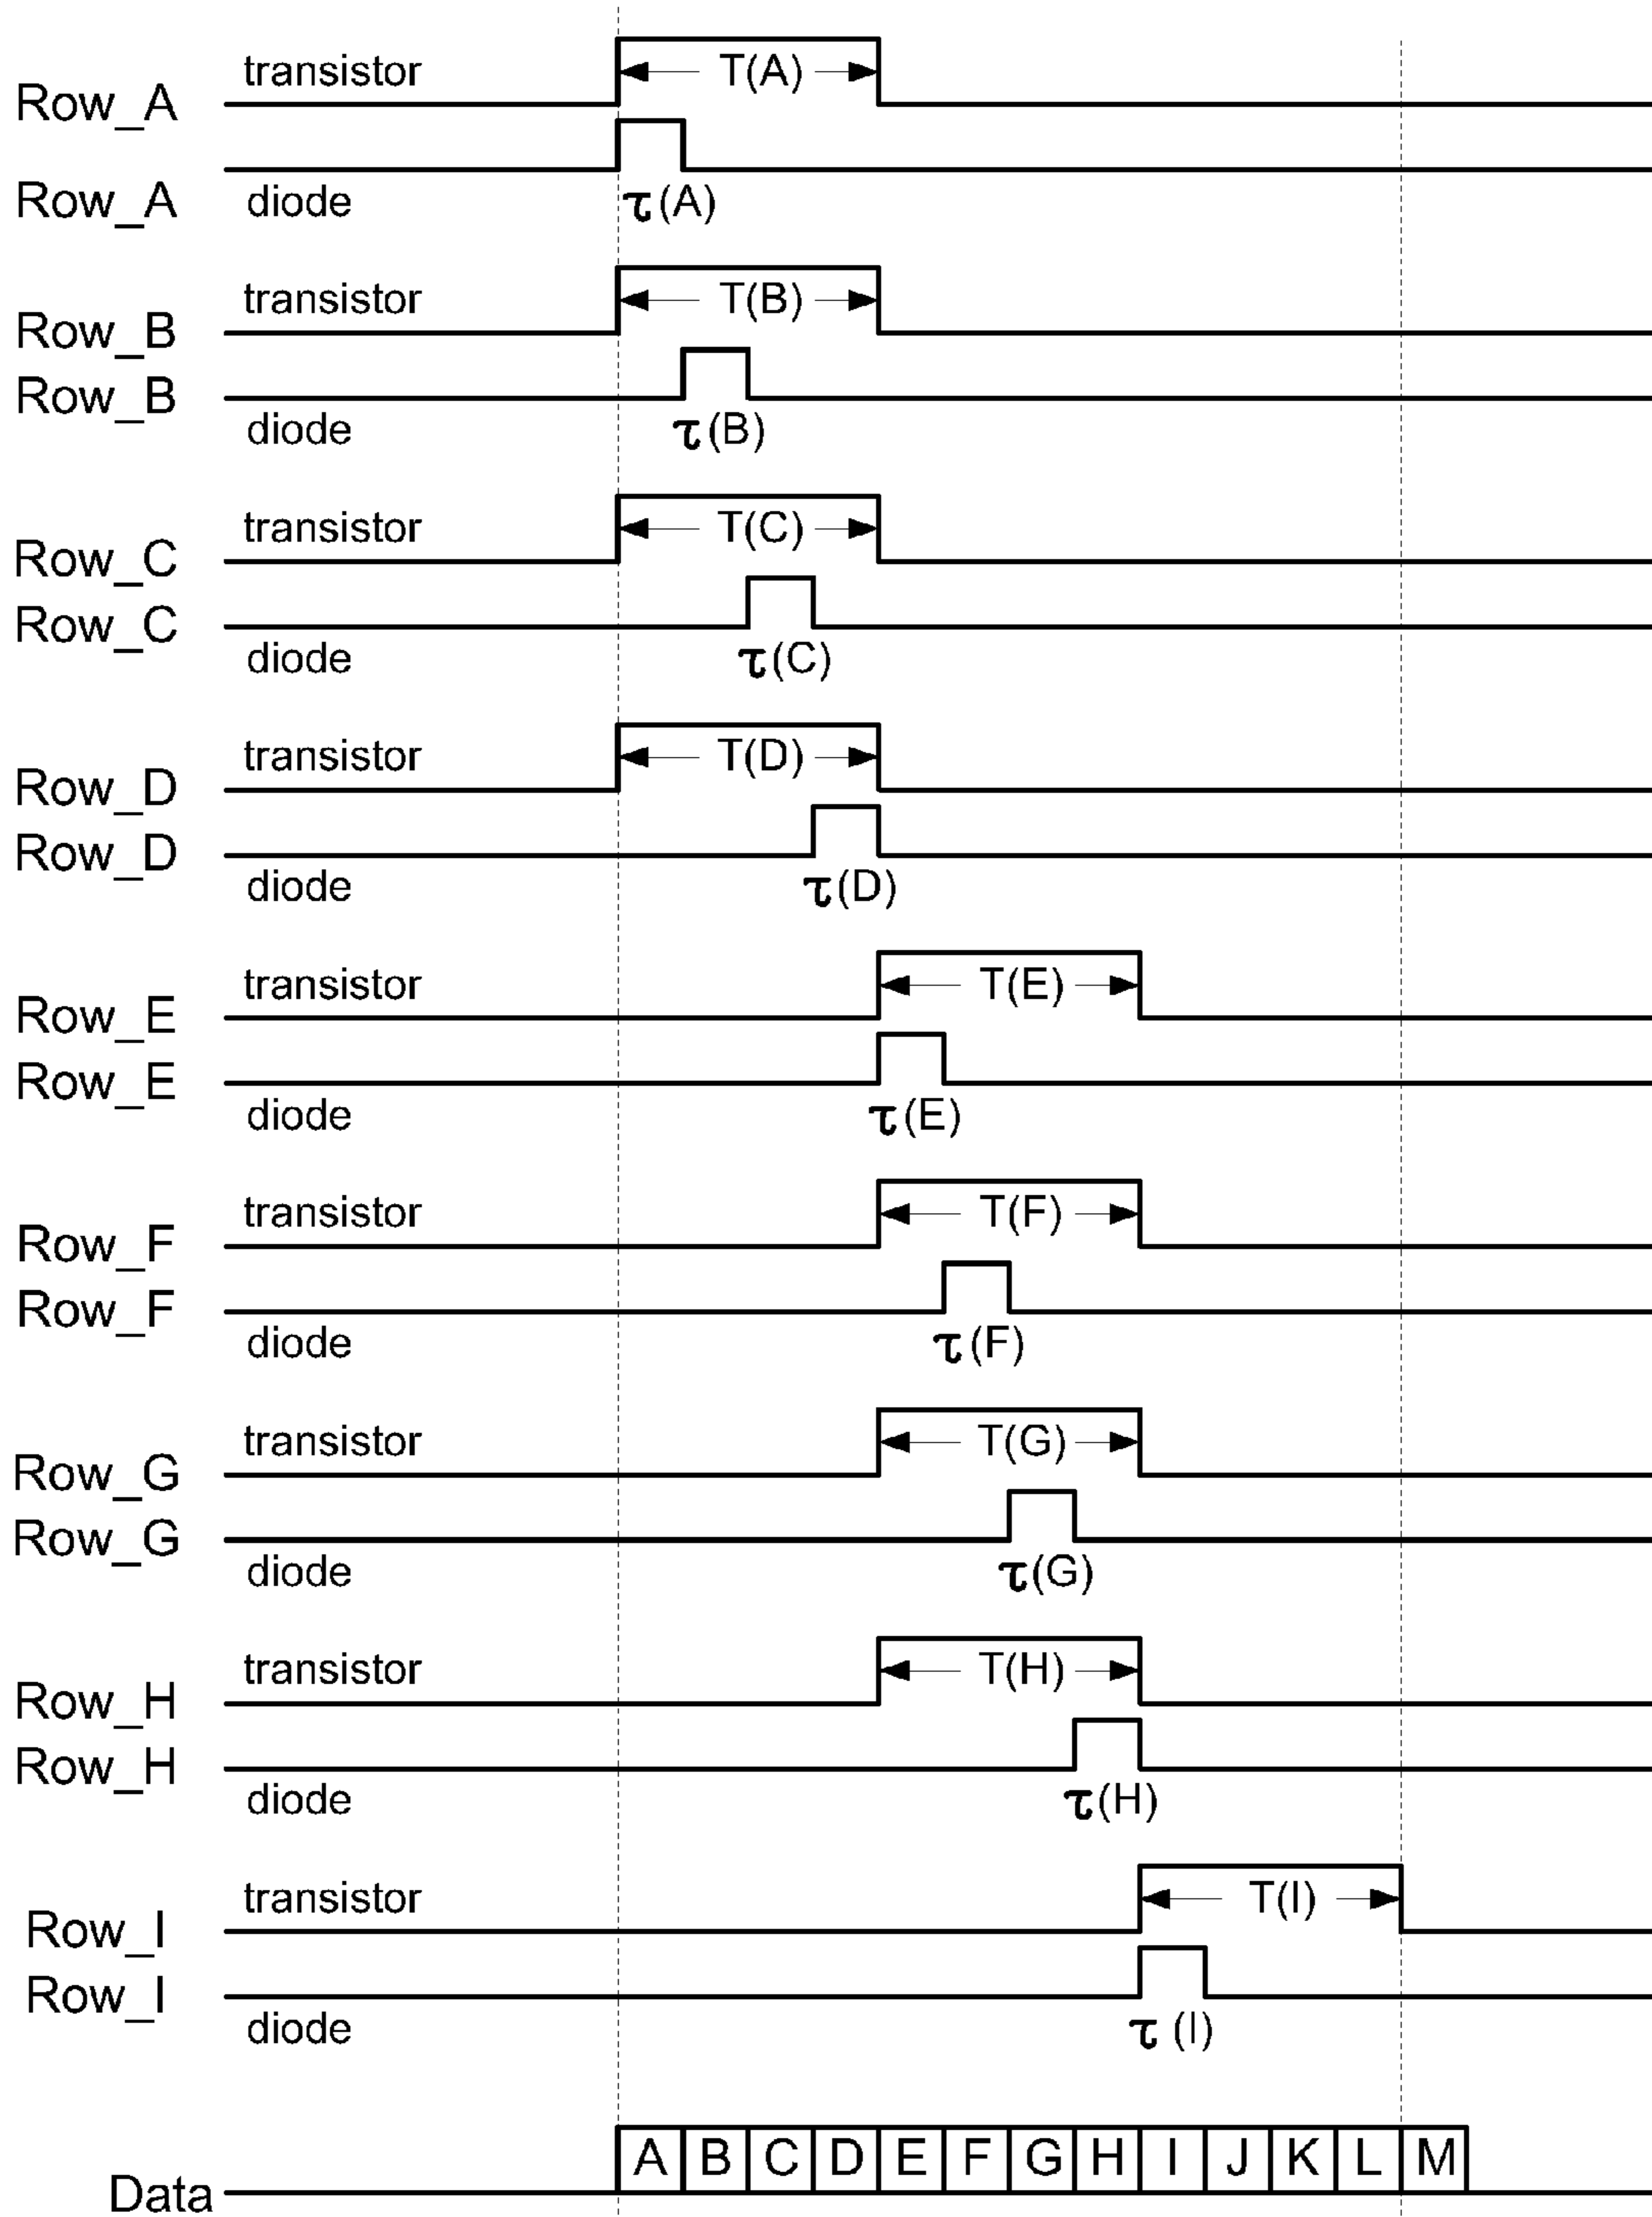 transistor
T(A)
Row_A
Row_A
diode
τ(A)
transistor
T(B)
Row_B
Row_B
diode
τ(B)
transistor
T(C)
Row_C
Row_C
diode
τ(C)
transistor
T(D)
Row_D
Row_D
diode
τ(D)
transistor
T(E)
Row_E
Row_E
diode
τ(E)
transistor
T(F)
Row_F
Row_F
diode
τ(F)
transistor
T(G)
Row_G
Row_G
diode
τ(G)
transistor
T(H)
Row_H
Row_H
diode
τ(H)
transistor
T(I)
Row_I
Row_I
diode
τ (I)
A B C D E F G H I J K L M
Data